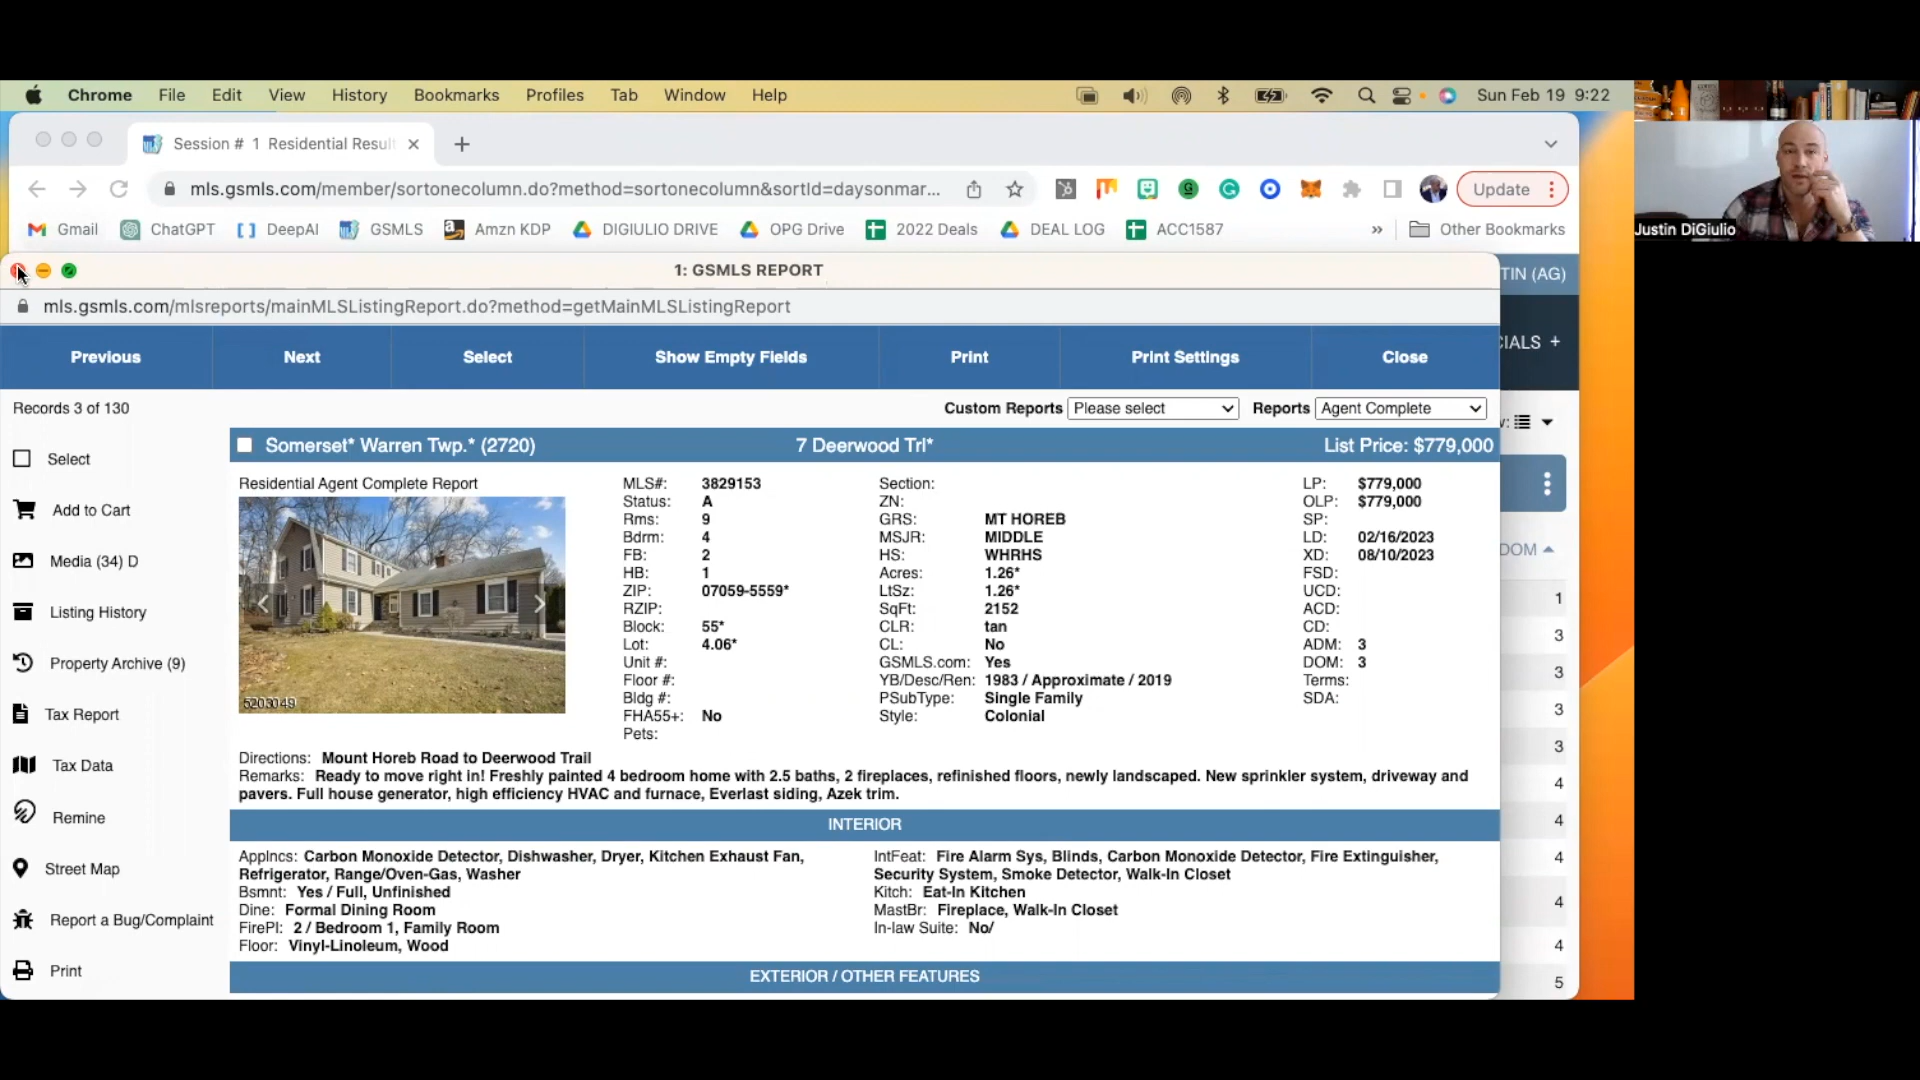 Chrome File Edit View History Bookmarks Profiles Tab Window Help Sun Feb 19 9:22
Session # 1 Residential Resul
mls.gsmls.com/member/sortonecolumn.do?method=sortonecolumn&sortId=daysonmar... Update
Gmail ChatGPT DeepAI GSMLS Amzn KDP DIGIULIO DRIVE OPG Drive 2022 Deals DEAL LOG ACC1587 » Other Bookmarks
Justin DiGiulio
1: GSMLS REPORT
TIN (AG)
mls.gsmls.com/mlsreports/mainMLSListingReport.do?method=getMainMLSListingReport
Previous Next Select Show Empty Fields Print Print Settings Close
CIALS +
Records 3 of 130 Custom Reports Please select Reports Agent Complete
Somerset* Warren Twp.* (2720) 7 Deerwood Trl* List Price: $779,000
Select
Add to Cart
Media (34) D
Listing History
Property Archive (9)
Tax Report
Tax Data
Remine
Street Map
Report a Bug/Complaint
Print
Residential Agent Complete Report
5203049
MLS#: 3829153
Status: A
Rms: 9
Bdrm: 4
FB: 2
HB: 1
ZIP: 07059-5559*
RZIP:
Block: 55*
Lot: 4.06*
Unit #:
Floor #:
Bldg #:
FHA55+: No
Pets:
Section:
ZN:
GRS: MT HOREB
MSJR: MIDDLE
HS: WHRHS
Acres: 1.26*
LtSz: 1.26*
SqFt: 2152
CLR: tan
CL: No
GSMLS.com: Yes
YB/Desc/Ren: 1983 / Approximate / 2019
PSubType: Single Family
Style: Colonial
LP: $779,000
OLP: $779,000
SP:
LD: 02/16/2023
XD: 08/10/2023
FSD:
UCD:
ACD:
CD:
ADM: 3
DOM: 3
Terms:
SDA:
Directions: Mount Horeb Road to Deerwood Trail
Remarks: Ready to move right in! Freshly painted 4 bedroom home with 2.5 baths, 2 fireplaces, refinished floors, newly landscaped. New sprinkler system, driveway and
pavers. Full house generator, high efficiency HVAC and furnace, Everlast siding, Azek trim.
INTERIOR
Applncs: Carbon Monoxide Detector, Dishwasher, Dryer, Kitchen Exhaust Fan,
Refrigerator, Range/Oven-Gas, Washer
Bsmnt: Yes / Full, Unfinished
Dine: Formal Dining Room
FirePl: 2 / Bedroom 1, Family Room
Floor: Vinyl-Linoleum, Wood
IntFeat: Fire Alarm Sys, Blinds, Carbon Monoxide Detector, Fire Extinguisher,
Security System, Smoke Detector, Walk-In Closet
Kitch: Eat-In Kitchen
MastBr: Fireplace, Walk-In Closet
In-law Suite: No/
EXTERIOR / OTHER FEATURES
DOM
1
3
3
3
3
4
4
4
4
4
5